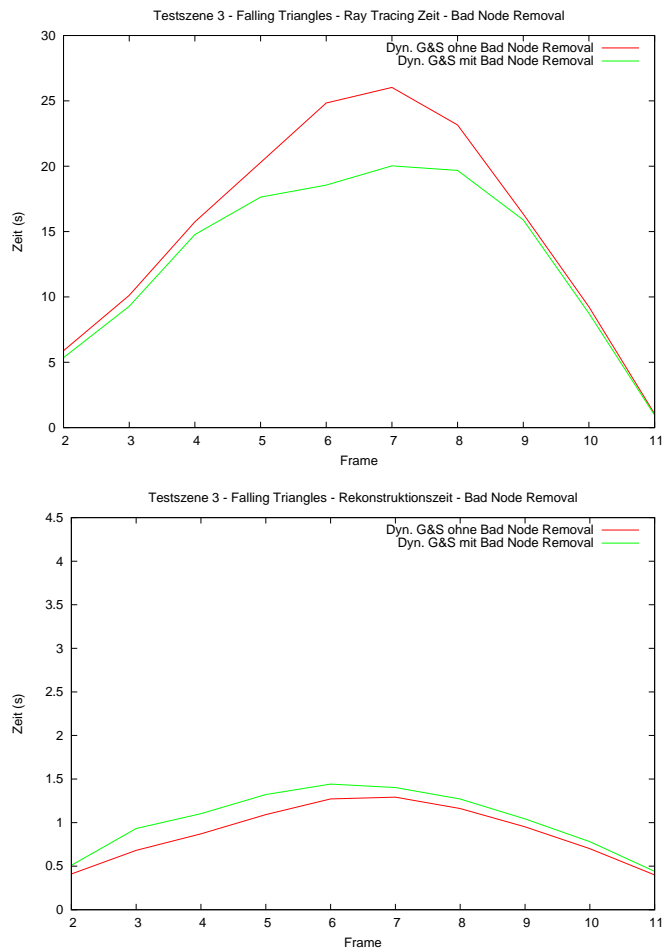 Testszene 3 - Falling Triangles - Ray Tracing Zeit - Bad Node Removal
30
Dyn. G&S ohne Bad Node Removal
Dyn. G&S mit Bad Node Removal
25
20
15
10
5
0
Zeit (s)
2 3 4 5 6 7 8 9 10 11
Frame
Testszene 3 - Falling Triangles - Rekonstruktionszeit - Bad Node Removal
4.5
Dyn. G&S ohne Bad Node Removal
Dyn. G&S mit Bad Node Removal
4
3.5
3
2.5
2
1.5
1
0.5
0
Zeit (s)
2 3 4 5 6 7 8 9 10 11
Frame